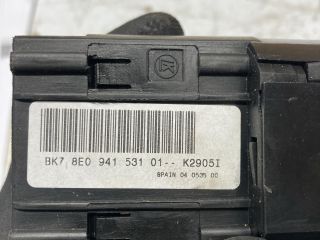 BK7 8E0 941 531 01-- K2905I
SPAIN 04 0535 00